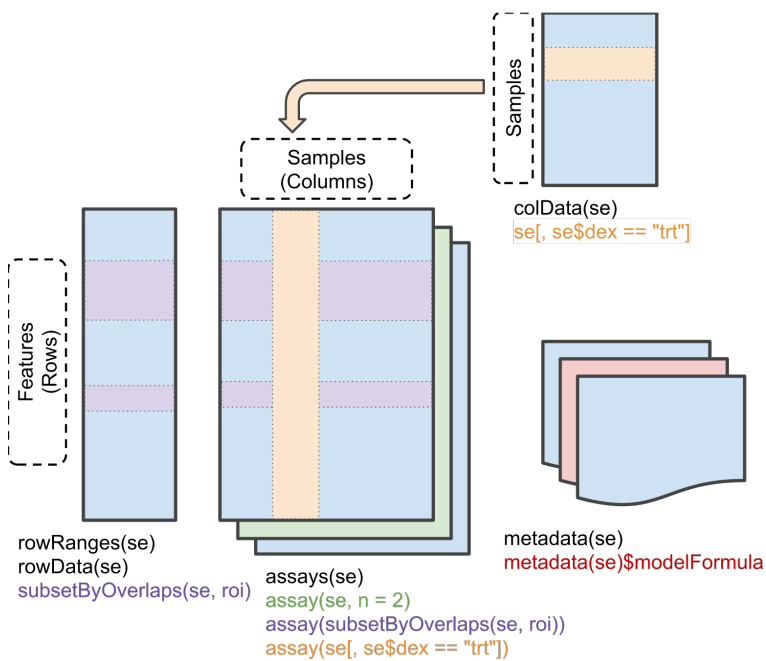 Samples
Samples
(Columns)
colData(se)
se[, se$dex == "trt"]
Features
(Rows)
rowRanges(se)
rowData(se)
subsetByOverlaps(se, roi)
assays(se)
assay(se, n = 2)
assay(subsetByOverlaps(se, roi))
assay(se[, se$dex == "trt"])
metadata(se)
metadata(se)$modelFormula